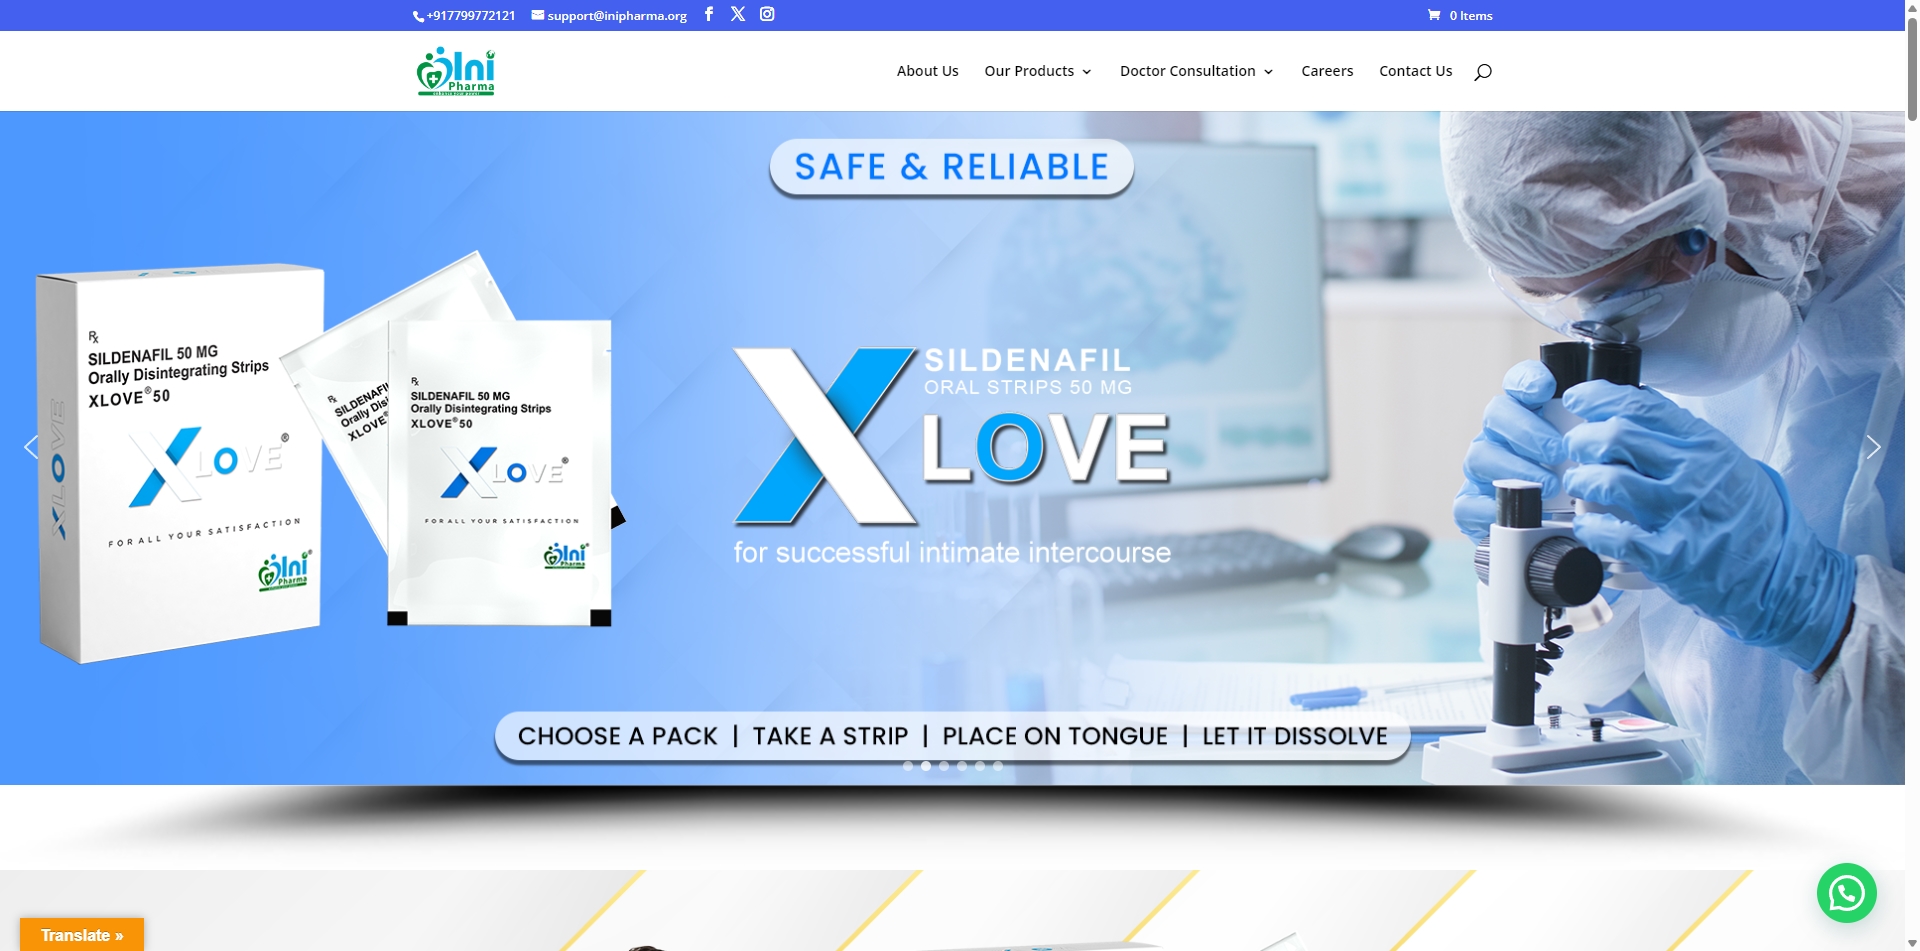 +917799772121
support@inipharma.org
0 Items
Ini
Pharma
About Us
Our Products
Doctor Consultation
Careers
Contact Us
SAFE & RELIABLE
Rx
SILDENAFIL 50 MG
Orally Disintegrating Strips
XLOVE®50
XLOVE®
FOR ALL YOUR SATISFACTION
Ini®
Pharma
XLOVE
Rx
SILDENAFIL
Orally Dis
XLOVE®
Rx
SILDENAFIL 50 MG
Orally Disintegrating Strips
XLOVE®50
XLOVE®
FOR ALL YOUR SATISFACTION
Ini®
Pharma
SILDENAFIL
ORAL STRIPS 50 MG
XLOVE
for successful intimate intercourse
CHOOSE A PACK | TAKE A STRIP | PLACE ON TONGUE | LET IT DISSOLVE
Translate »